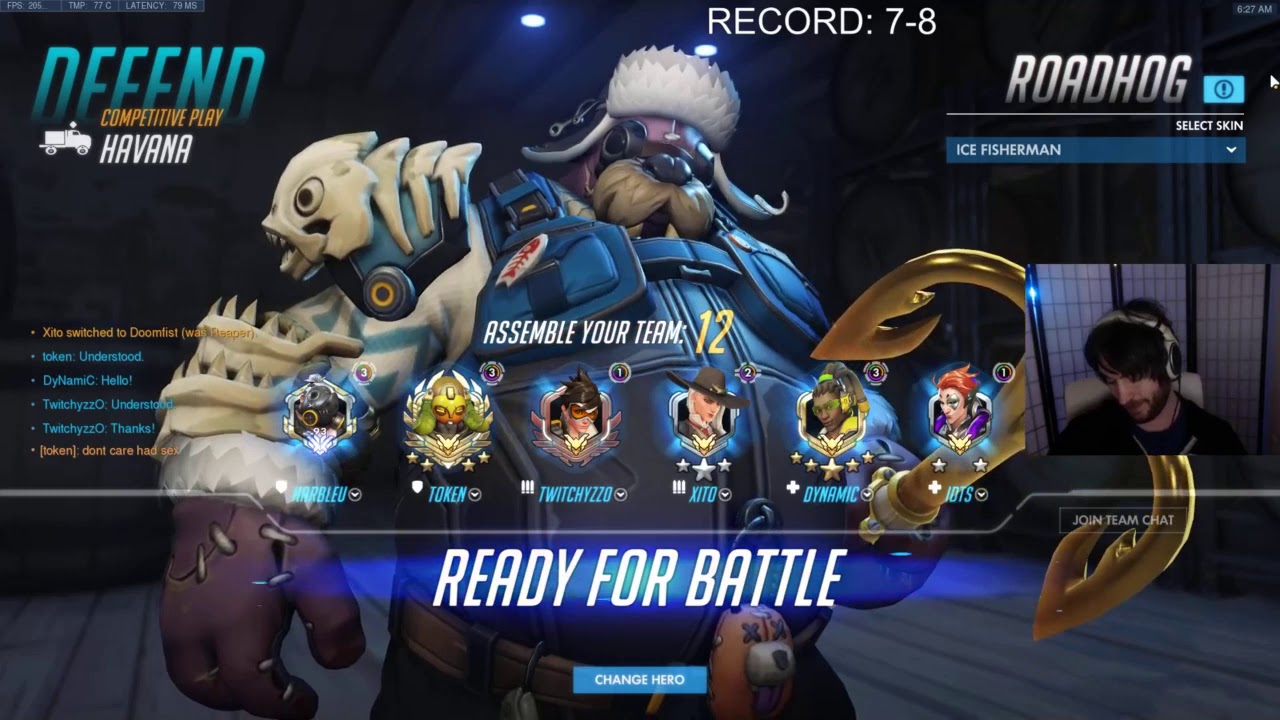 FPS: 205... TMP: 77 C LATENCY: 79 MS
RECORD: 7-8
6:27 AM
DEFEND
COMPETITIVE PLAY
HAVANA
ROADHOG
SELECT SKIN
ICE FISHERMAN
• Xito switched to Doomfist (was Reaper).
• token: Understood.
• DyNaMiC: Hello!
• TwitchyzzO: Understood.
• TwitchyzzO: Thanks!
• [token]: dont care had sex
ASSEMBLE YOUR TEAM: 12
3 3 1 2 3 1
93
HARBLEU TOKEN TWITCHYZZO XITO DYNAMIC IDTS
JOIN TEAM CHAT
READY FOR BATTLE
CHANGE HERO